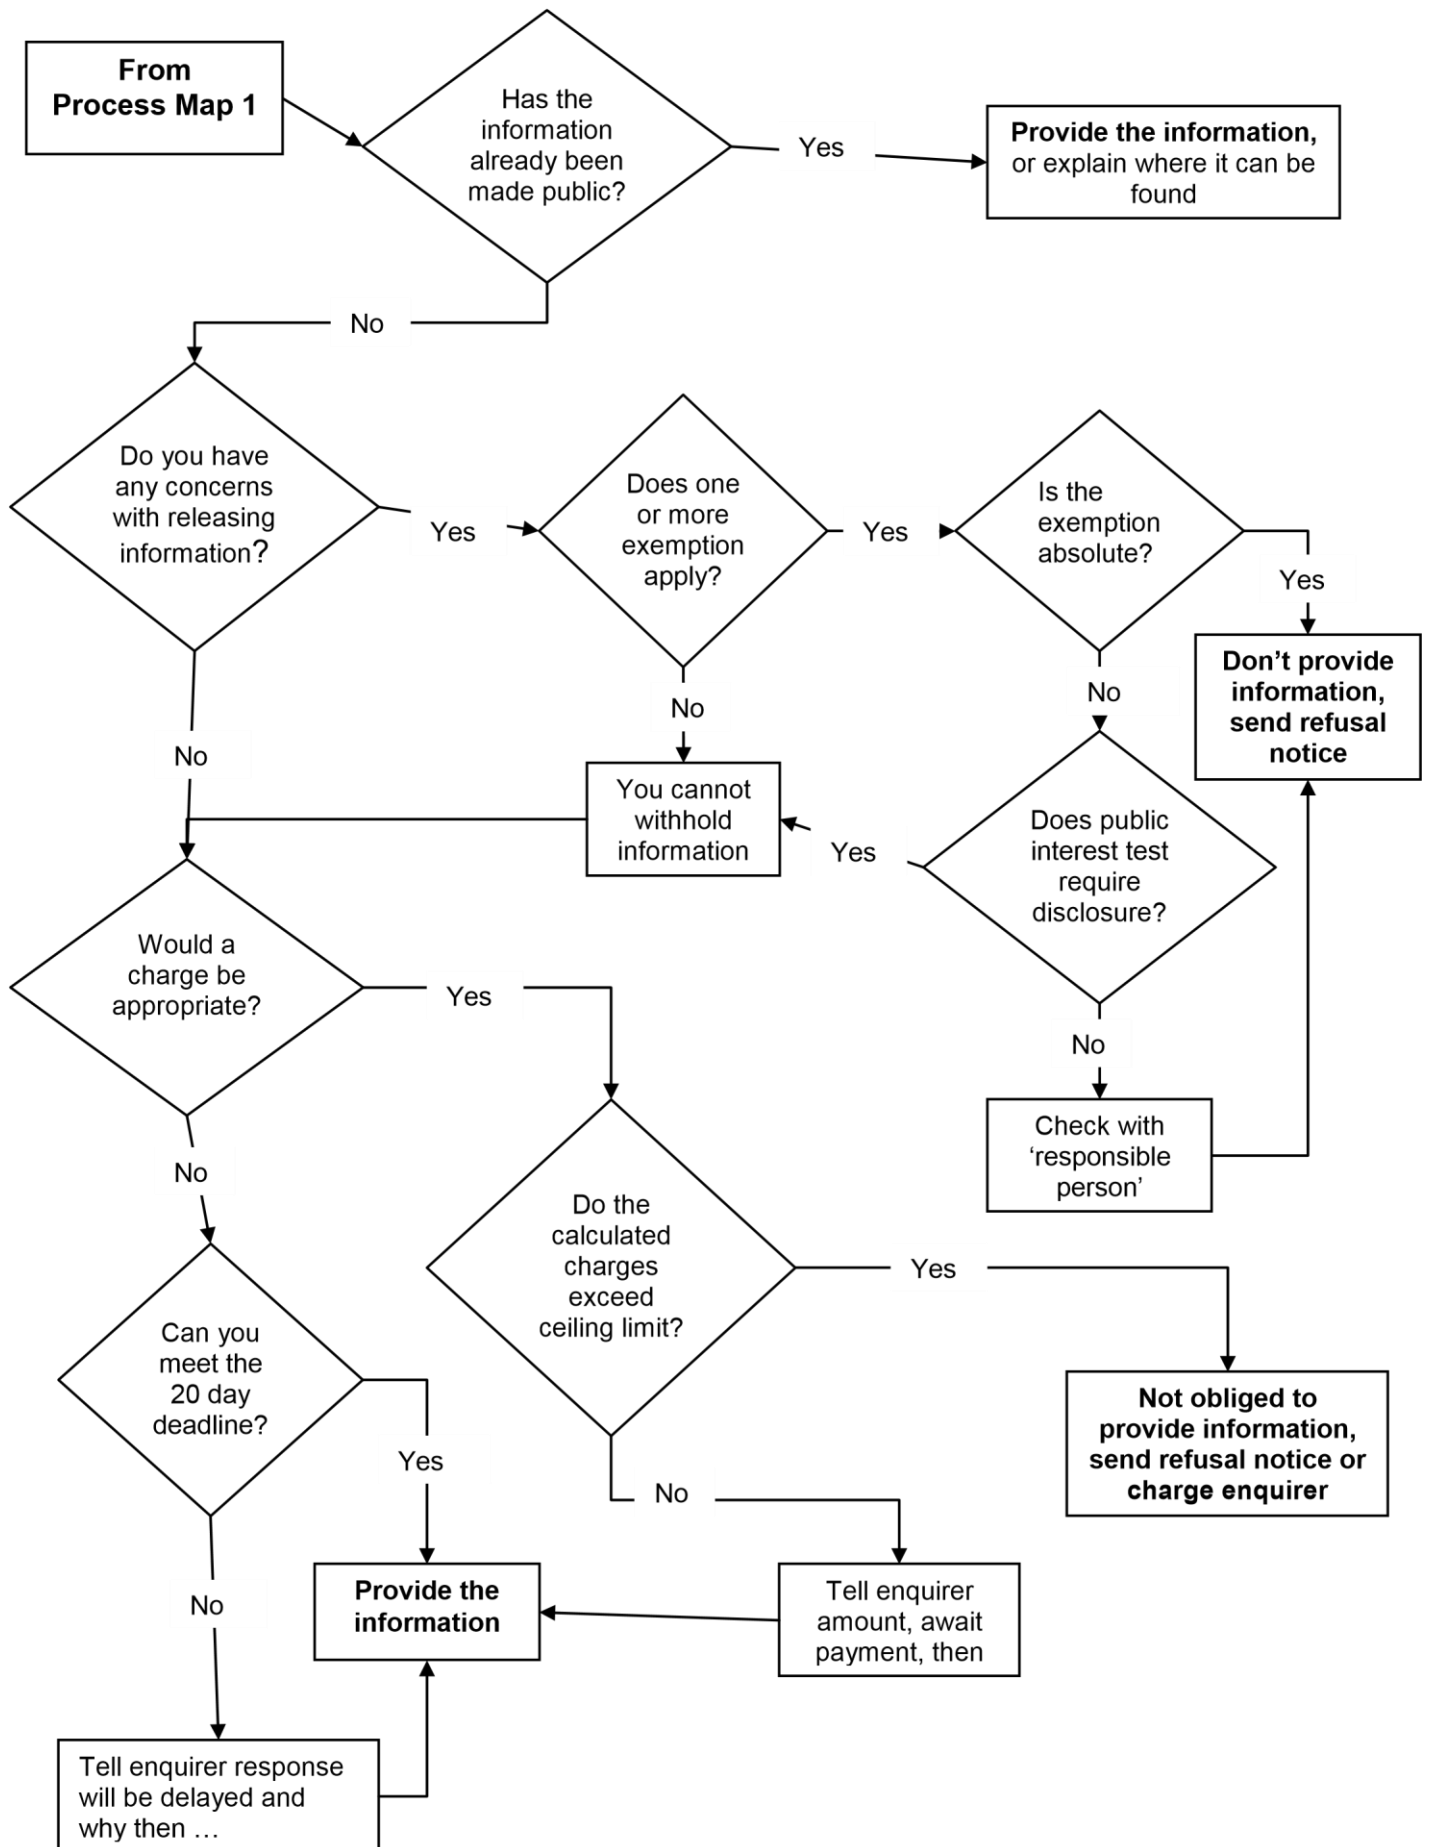 From
Process Map 1
Has the
information
already been
made public?
Yes
Provide the information,
or explain where it can be
found
No
Do you have
any concerns
with releasing
information?
Yes
Does one
or more
exemption
apply?
Yes
Is the
exemption
absolute?
Yes
Don’t provide
information,
send refusal
notice
No
No
No
You cannot
withhold
information
Yes
Does public
interest test
require
disclosure?
Would a
charge be
appropriate?
Yes
No
Check with
‘responsible
person’
No
Do the
calculated
charges
exceed
ceiling limit?
Yes
Can you
meet the
20 day
deadline?
Yes
Not obliged to
provide information,
send refusal notice or
charge enquirer
No
No
Provide the
information
Tell enquirer
amount, await
payment, then
Tell enquirer response
will be delayed and
why then …